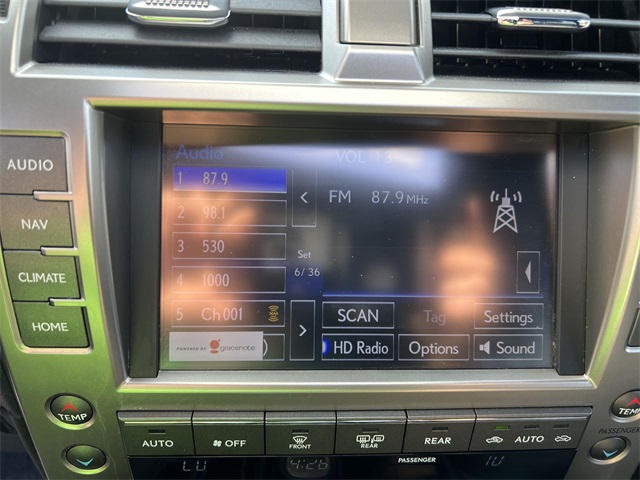 AUDIO
NAV
CLIMATE
HOME
Audio
VOL 13
1 87.9
2 98.1
3 530
4 1000
5 Ch 001
Set
6/36
FM 87.9 MHz
SCAN
Tag
Settings
HD Radio
Options
Sound
POWERED BY gracenote
TEMP
AUTO
OFF
FRONT
REAR
REAR
AUTO
PASSENGER
TEMP
LO
4:26
PASSENGER